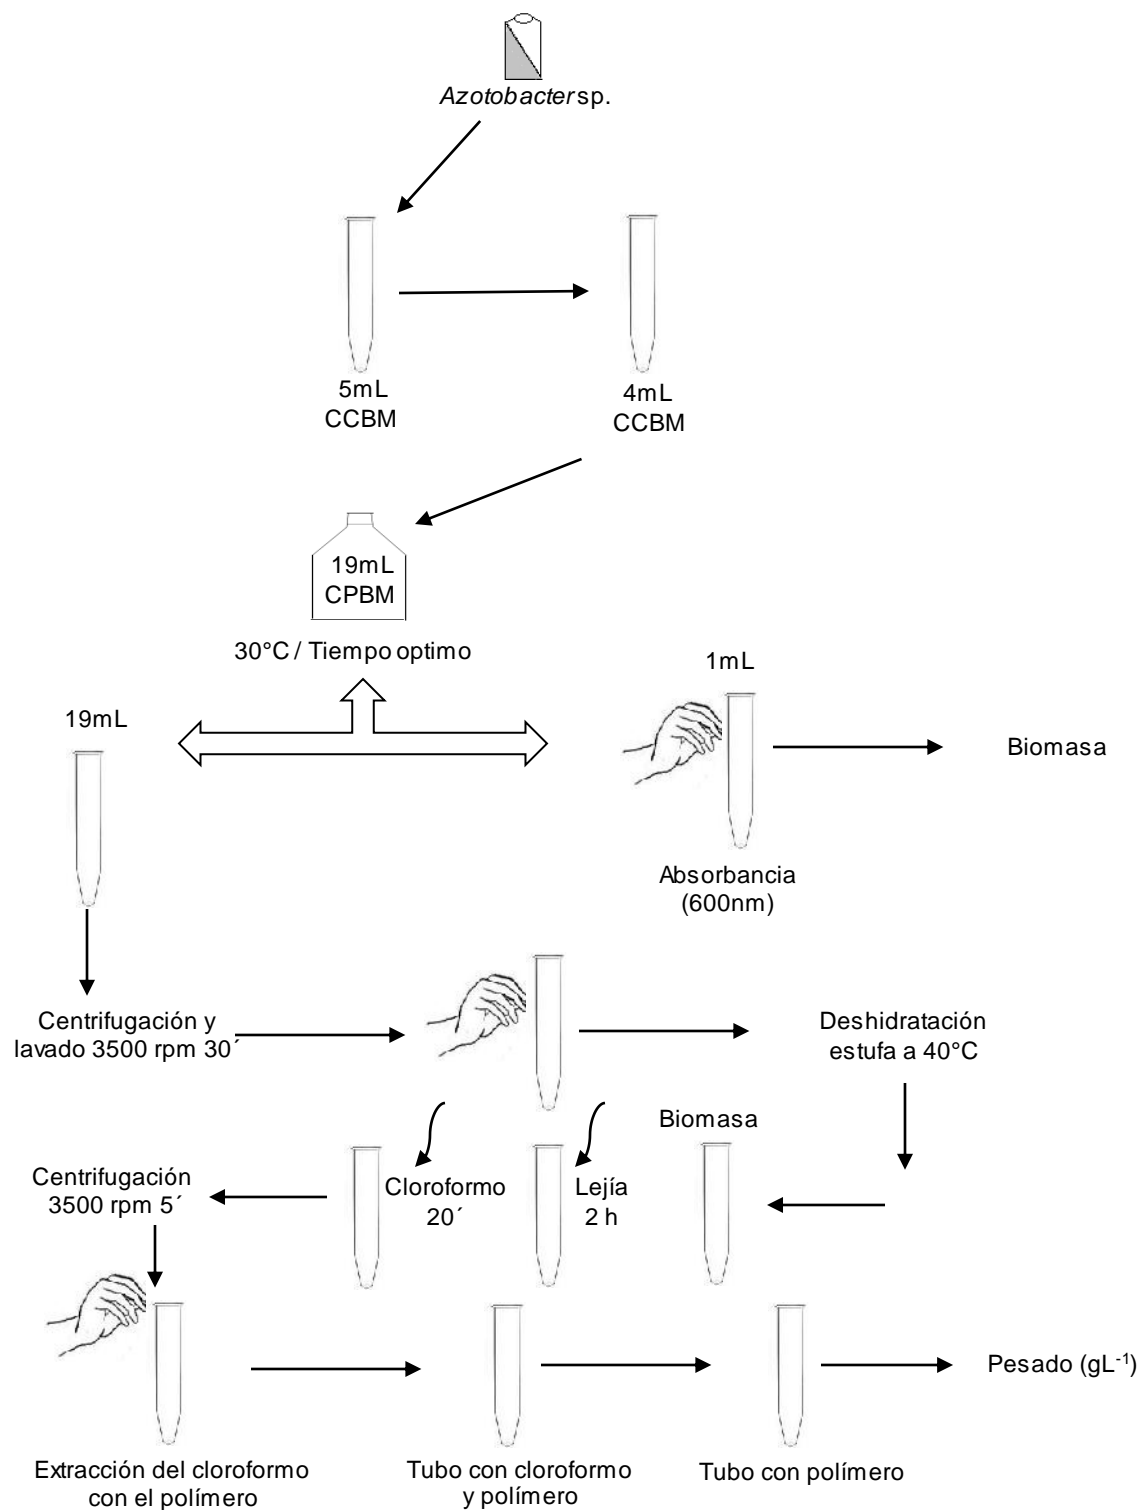 Azotobacter sp.
5mL
CCBM
4mL
CCBM
19mL
CPBM
30°C / Tiempo optimo
19mL
1mL
Biomasa
Absorbancia
(600nm)
Centrifugación y
lavado 3500 rpm 30´
Deshidratación
estufa a 40°C
Biomasa
Lejía
2 h
Cloroformo
20´
Centrifugación
3500 rpm 5´
Extracción del cloroformo
con el polímero
Tubo con cloroformo
y polímero
Tubo con polímero
Pesado (gL⁻¹)